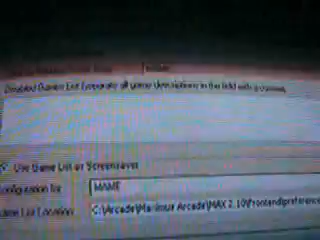 Disabled Games List (separate all game descriptions in the field with a comma)
Use Game List as Screensaver
Configuration for MAME
Game List Location: C:\Arcade\Maximus Arcade\MAX 2.10\frontend\preference